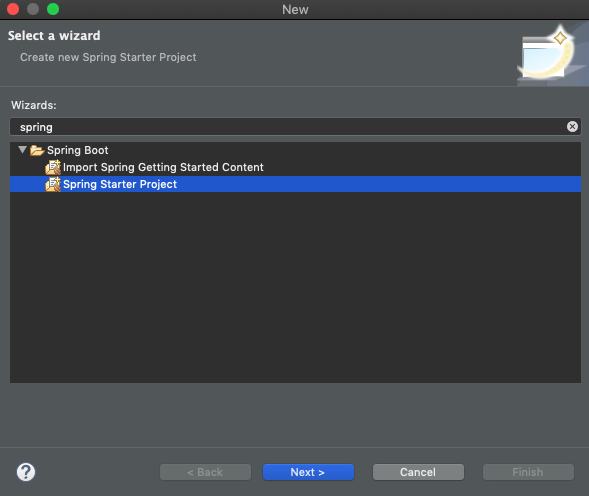 New
Select a wizard
Create new Spring Starter Project
Wizards:
spring
Spring Boot
Import Spring Getting Started Content
Spring Starter Project
?
< Back
Next >
Cancel
Finish